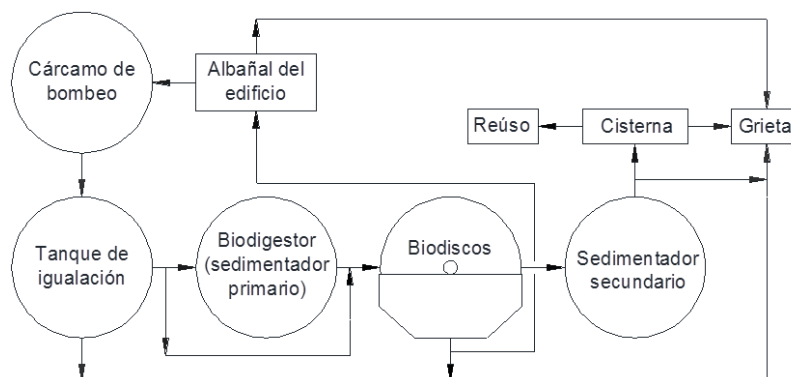 Cárcamo de
bombeo
Albañal del
edificio
Reúso
Cisterna
Grieta
Tanque de
igualación
Biodigestor
(sedimentador
primario)
Biodiscos
Sedimentador
secundario